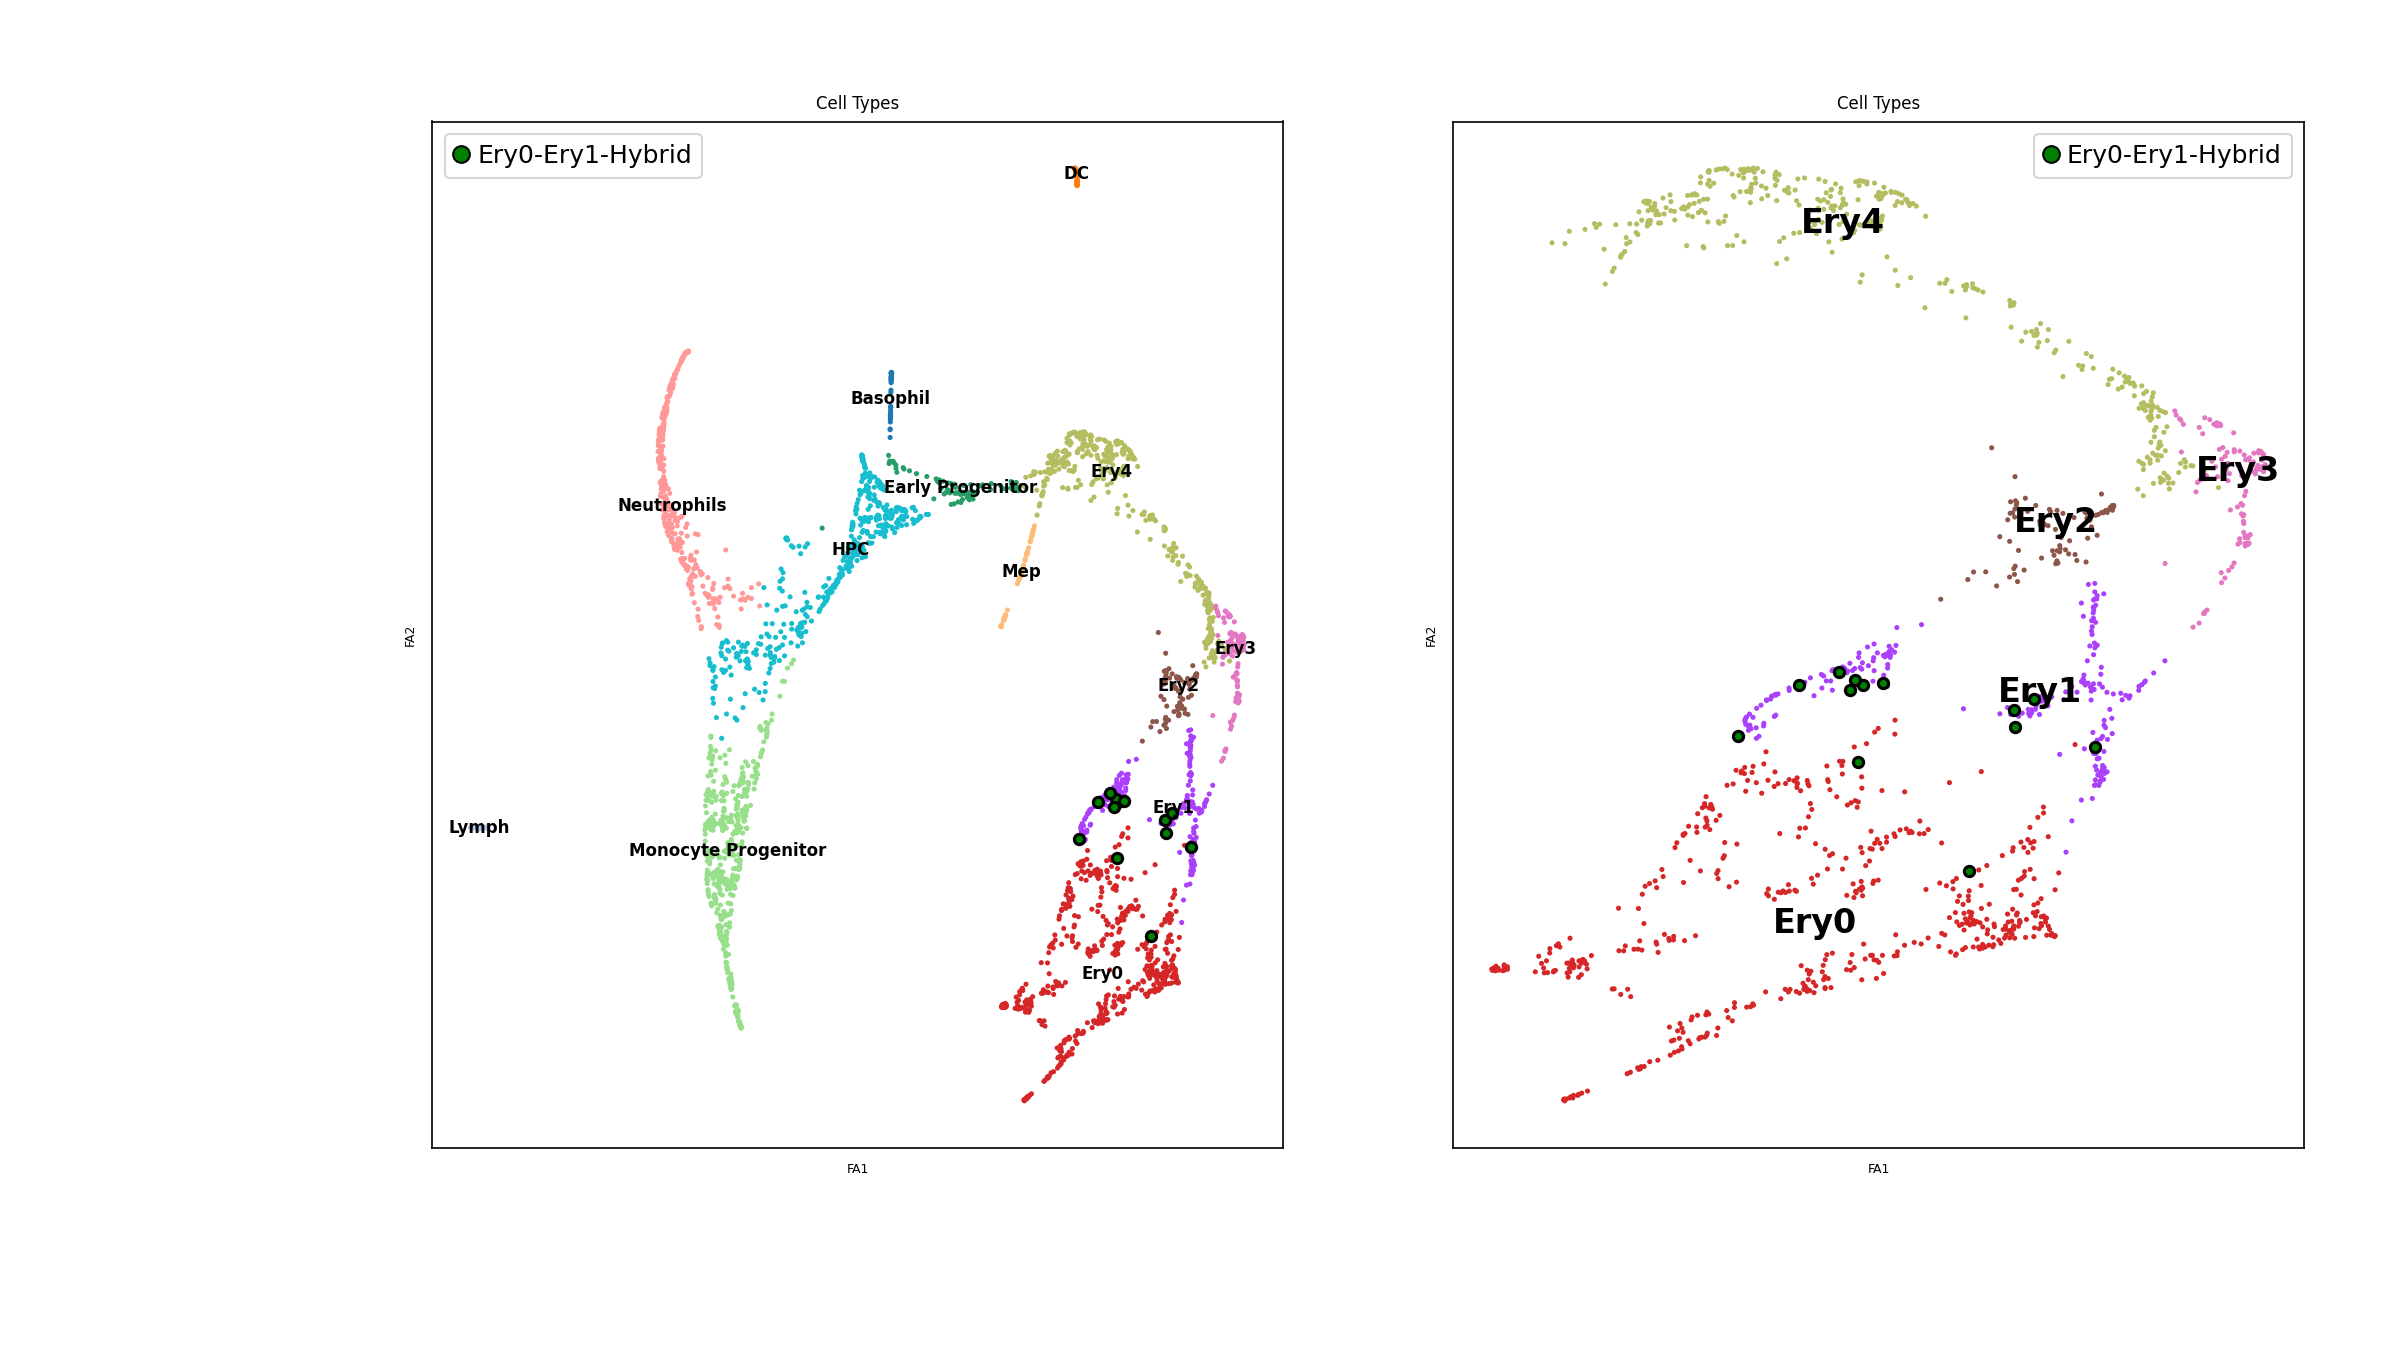 Cell Types
Ery0-Ery1-Hybrid
DC
Basophil
Ery4
Early Progenitor
Neutrophils
HPC
Mep
Ery3
Ery2
Ery1
Lymph
Monocyte Progenitor
Ery0
FA2
FA1
Cell Types
Ery0-Ery1-Hybrid
Ery4
Ery3
Ery2
Ery1
Ery0
FA2
FA1